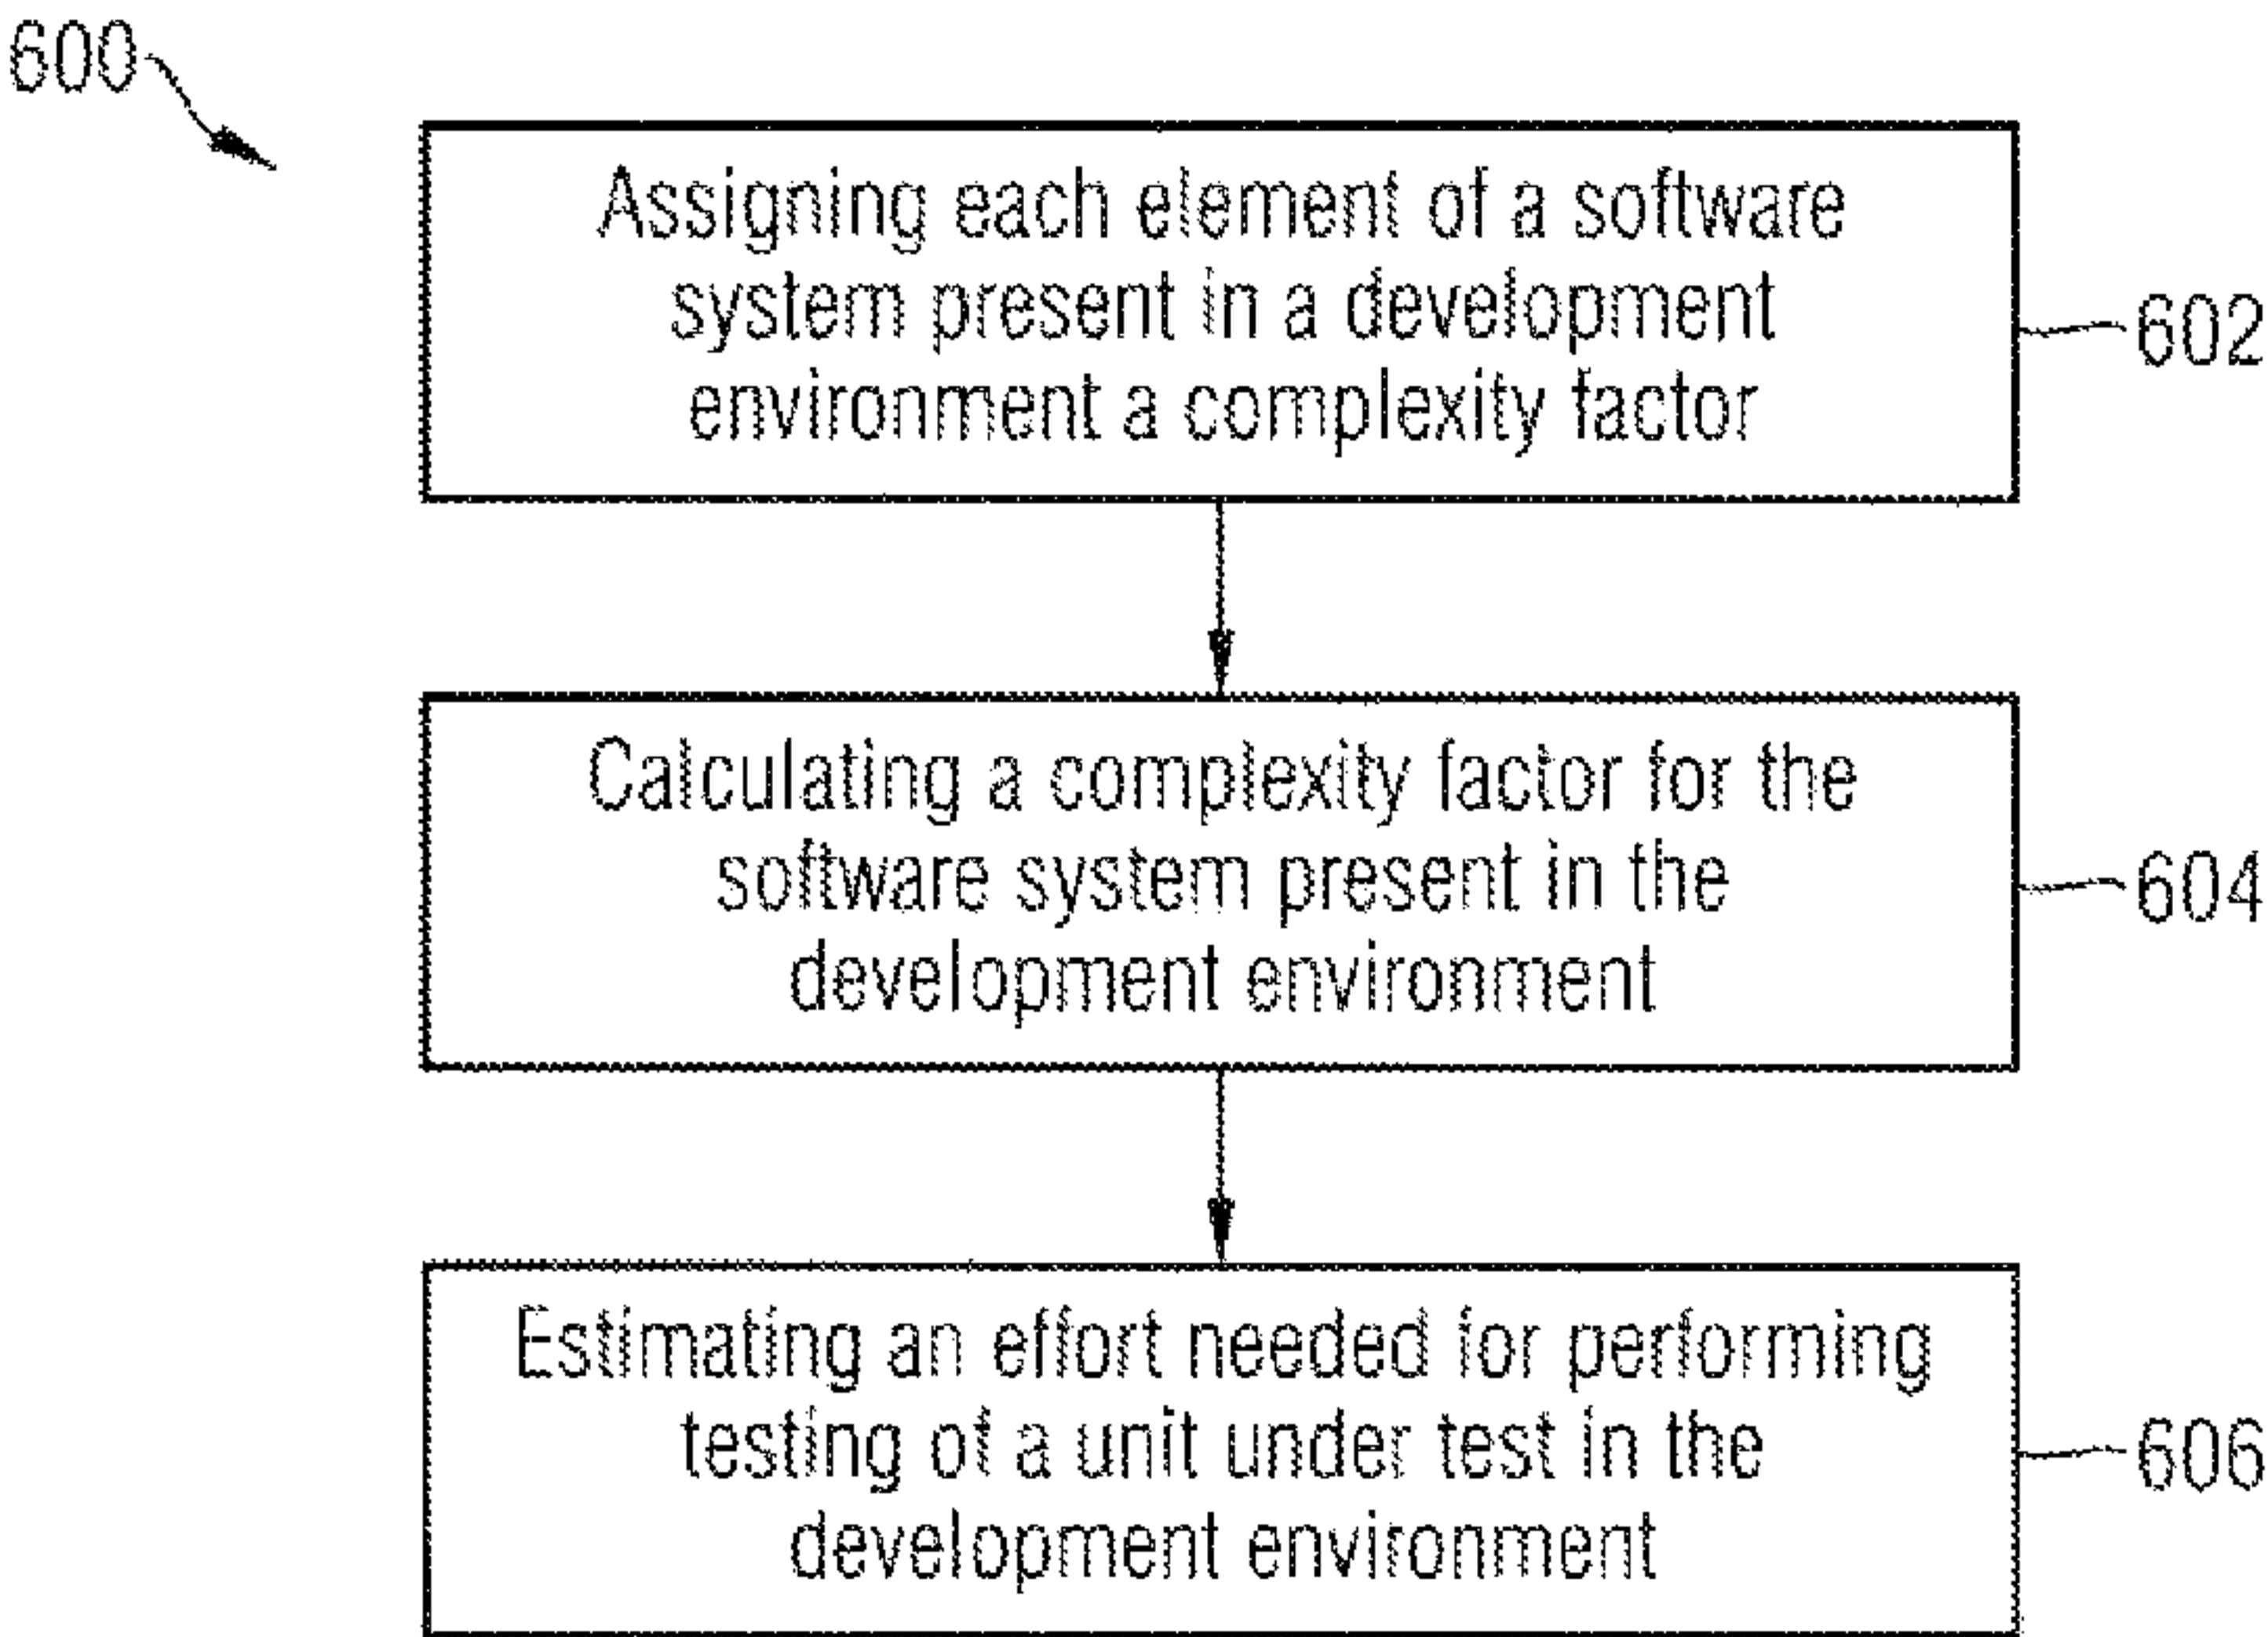 600
Assigning each element of a software
system present in a development
environment a complexity factor
602
Calculating a complexity factor for the
software system present in the
development environment
604
Estimating an effort needed for performing
testing of a unit under test in the
development environment
606